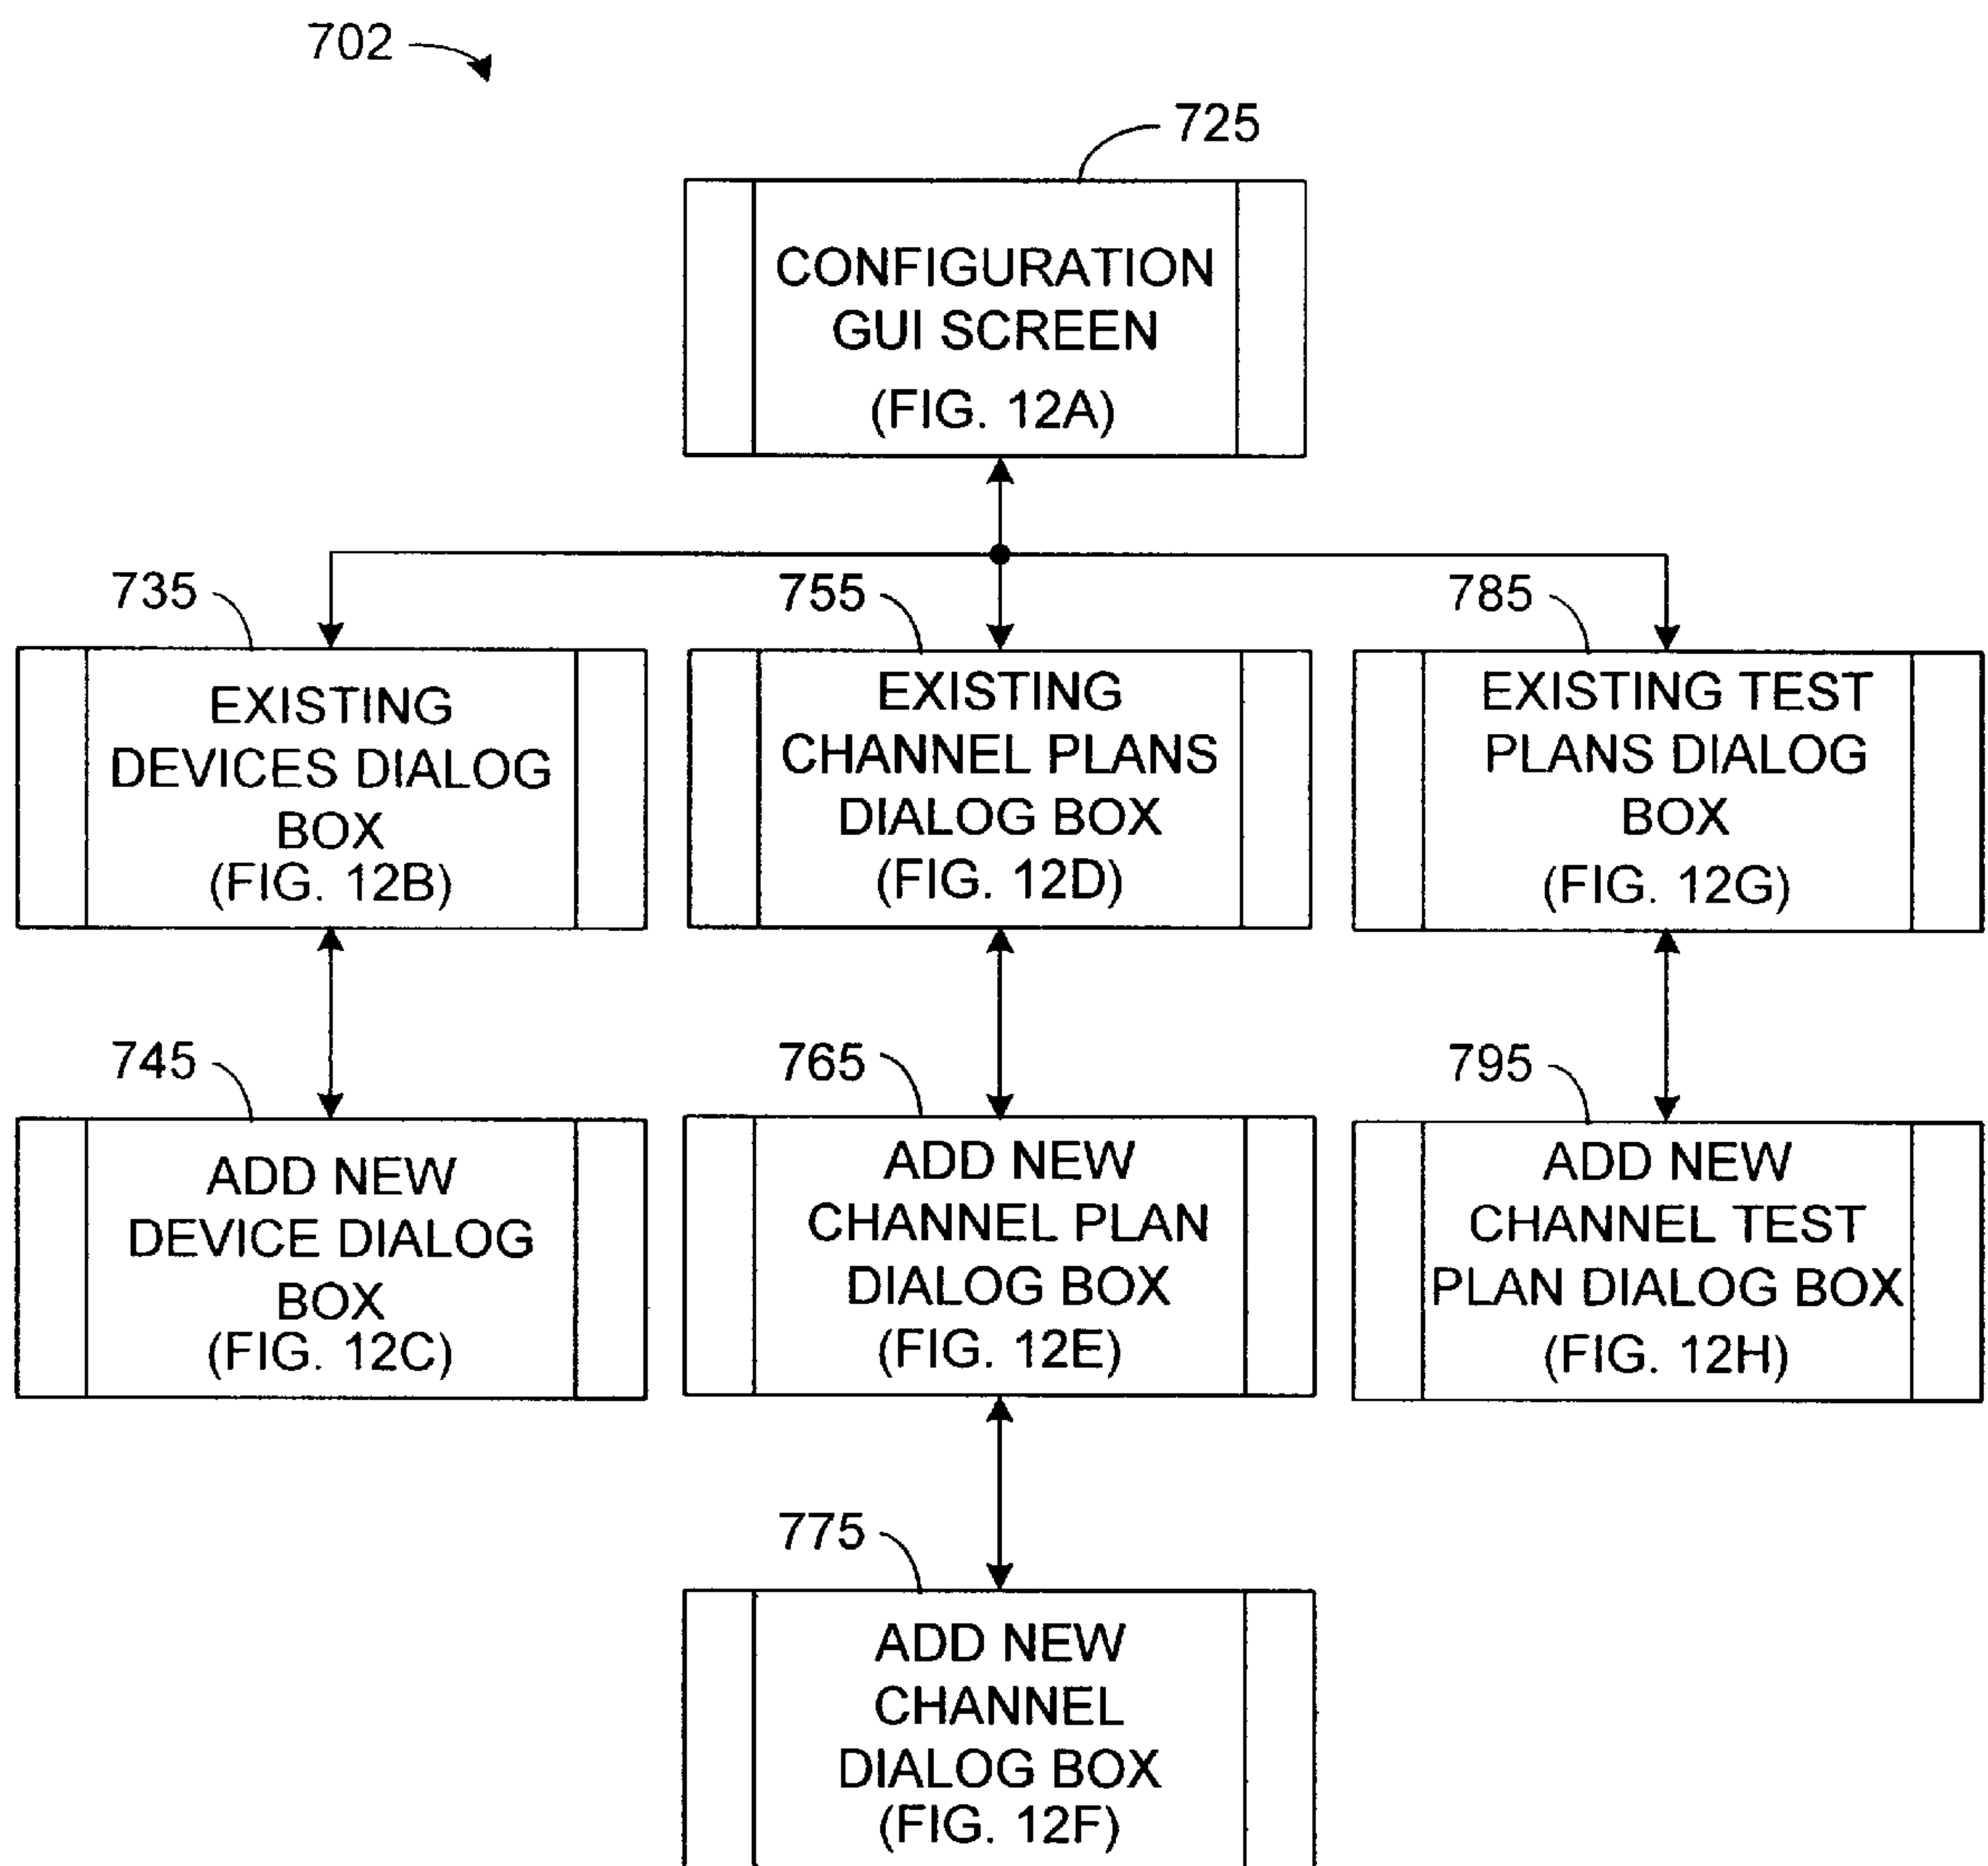 702
725
CONFIGURATION
GUI SCREEN
(FIG. 12A)
735
EXISTING
DEVICES DIALOG
BOX
(FIG. 12B)
755
EXISTING
CHANNEL PLANS
DIALOG BOX
(FIG. 12D)
785
EXISTING TEST
PLANS DIALOG
BOX
(FIG. 12G)
745
ADD NEW
DEVICE DIALOG
BOX
(FIG. 12C)
765
ADD NEW
CHANNEL PLAN
DIALOG BOX
(FIG. 12E)
795
ADD NEW
CHANNEL TEST
PLAN DIALOG BOX
(FIG. 12H)
775
ADD NEW
CHANNEL
DIALOG BOX
(FIG. 12F)